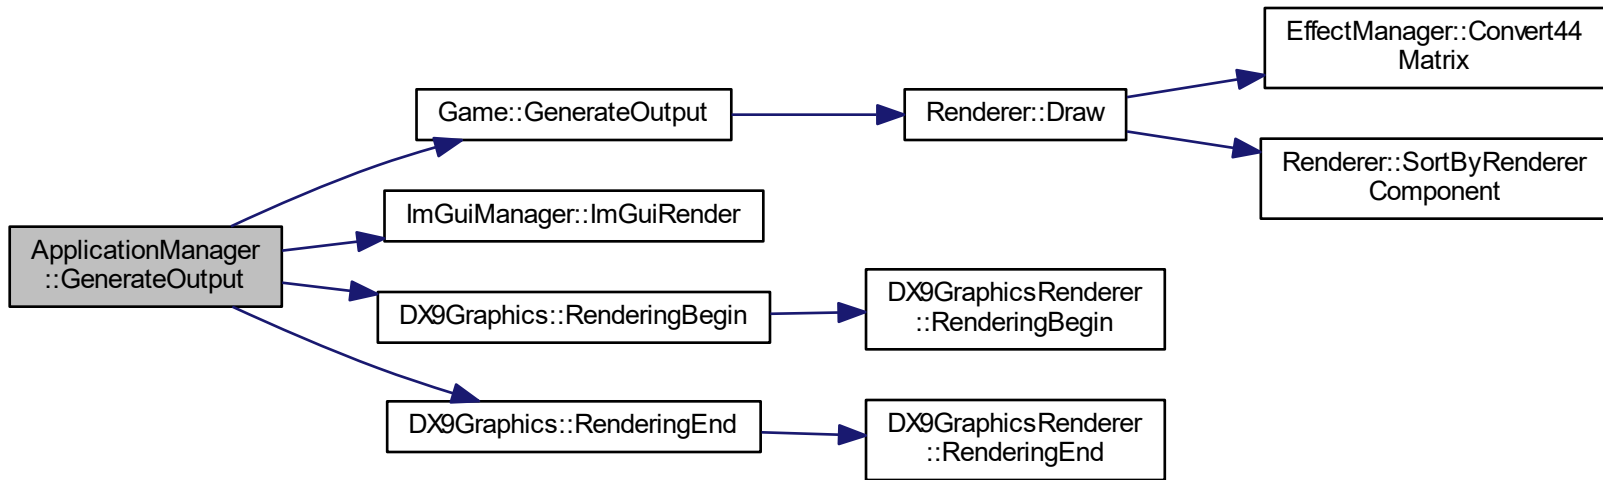 ApplicationManager
::GenerateOutput
Game::GenerateOutput
ImGuiManager::ImGuiRender
DX9Graphics::RenderingBegin
DX9Graphics::RenderingEnd
Renderer::Draw
DX9GraphicsRenderer
::RenderingBegin
DX9GraphicsRenderer
::RenderingEnd
EffectManager::Convert44
Matrix
Renderer::SortByRenderer
Component